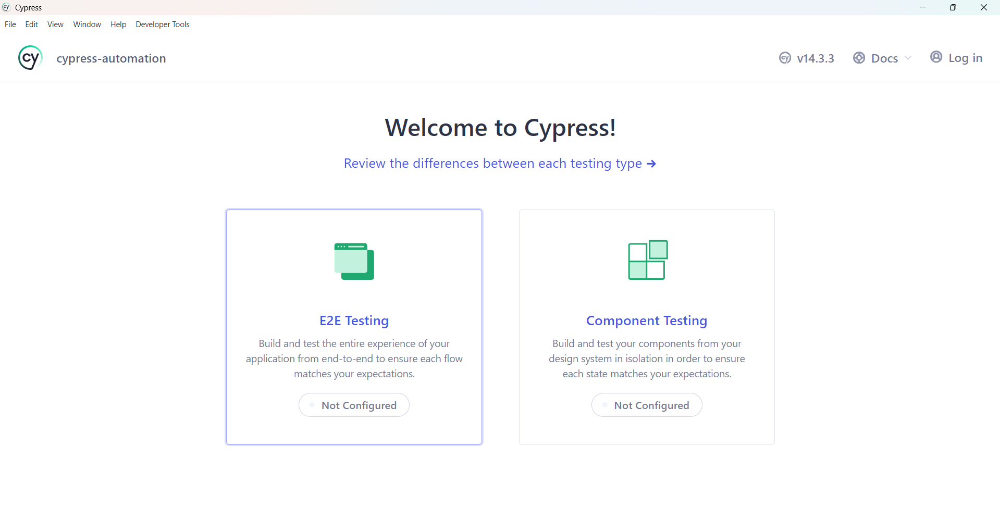 cy Cypress
File Edit View Window Help Developer Tools
cy cypress-automation
cy v14.3.3 Docs Log in
Welcome to Cypress!
Review the differences between each testing type →
E2E Testing
Build and test the entire experience of your
application from end-to-end to ensure each flow
matches your expectations.
Not Configured
Component Testing
Build and test your components from your
design system in isolation in order to ensure
each state matches your expectations.
Not Configured